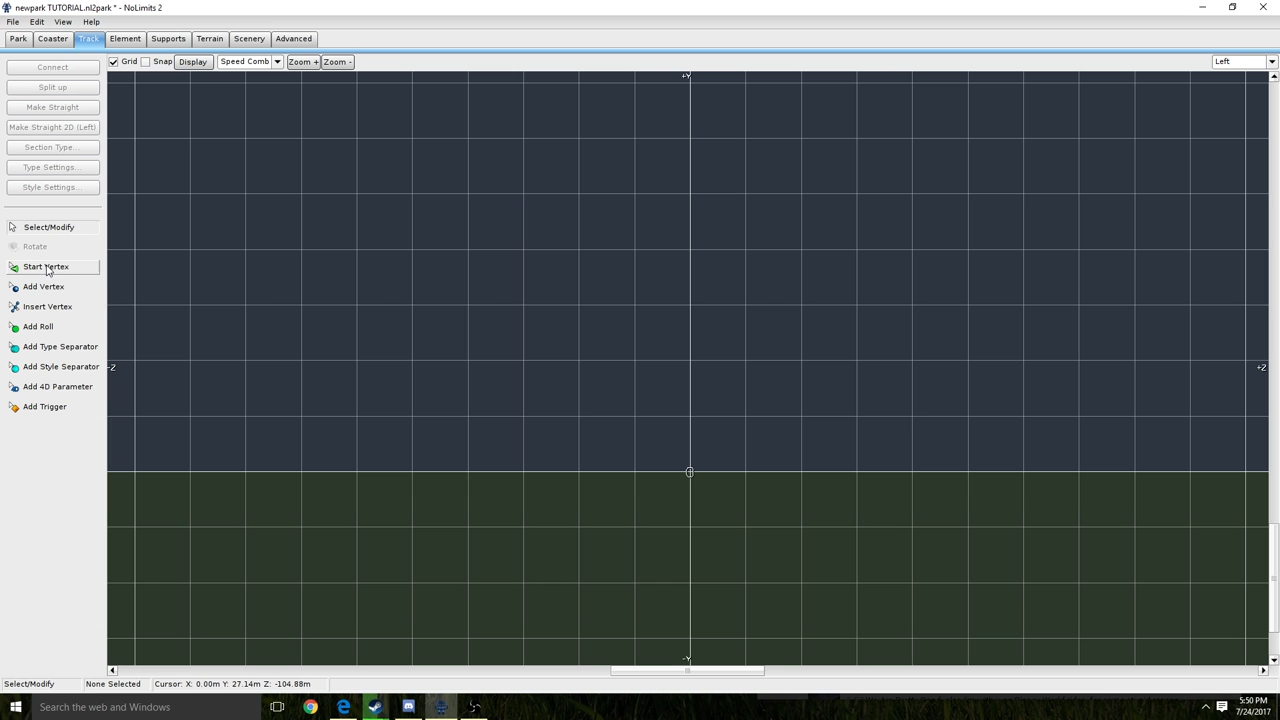 newpark TUTORIAL.nl2park * - NoLimits 2
File Edit View Help
Park Coaster Track Element Supports Terrain Scenery Advanced
Grid Snap Display Speed Comb Zoom + Zoom - Left
Connect
Split up
Make Straight
Make Straight 2D (Left)
Section Type...
Type Settings...
Style Settings...
Select/Modify
Rotate
Start Vertex
Add Vertex
Insert Vertex
Add Roll
Add Type Separator
Add Style Separator
Add 4D Parameter
Add Trigger
+Y
-Z
+Z
-Y
Select/Modify None Selected Cursor: X: 0.00m Y: 27.14m Z: -104.88m
Search the web and Windows
5:50 PM
7/24/2017